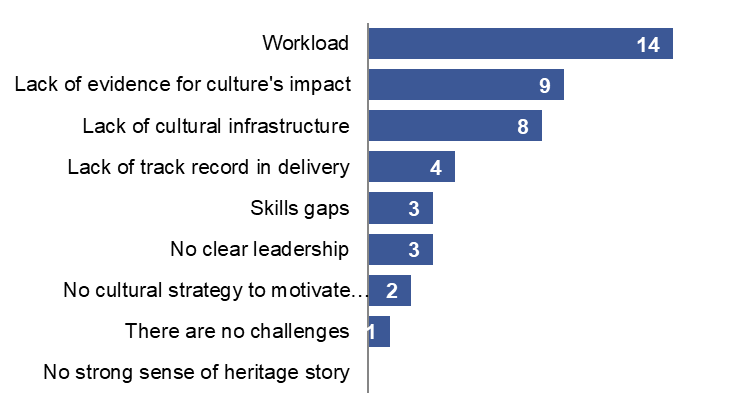 Workload 14
Lack of evidence for culture's impact 9
Lack of cultural infrastructure 8
Lack of track record in delivery 4
Skills gaps 3
No clear leadership 3
No cultural strategy to motivate... 2
There are no challenges 1
No strong sense of heritage story